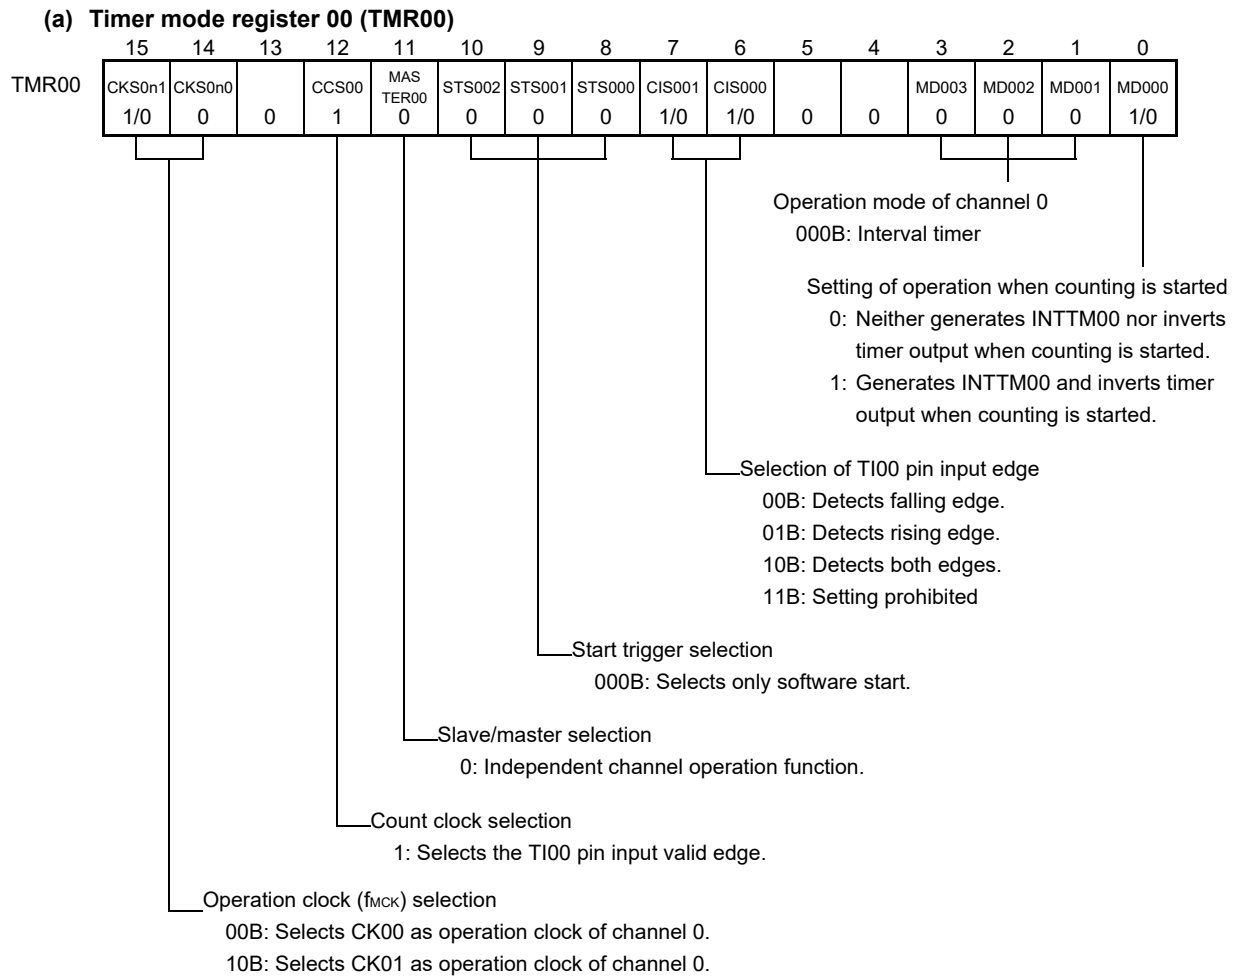 (a) Timer mode register 00 (TMR00)
15 14 13 12 11 10 9 8 7 6 5 4 3 2 1 0
TMR00 CKS0n1 CKS0n0 CCS00 MAS TER00 STS002 STS001 STS000 CIS001 CIS000 MD003 MD002 MD001 MD000
1/0 0 0 1 0 0 0 0 1/0 1/0 0 0 0 0 0 1/0
Operation mode of channel 0
000B: Interval timer
Setting of operation when counting is started
0: Neither generates INTTM00 nor inverts
timer output when counting is started.
1: Generates INTTM00 and inverts timer
output when counting is started.
Selection of TI00 pin input edge
00B: Detects falling edge.
01B: Detects rising edge.
10B: Detects both edges.
11B: Setting prohibited
Start trigger selection
000B: Selects only software start.
Slave/master selection
0: Independent channel operation function.
Count clock selection
1: Selects the TI00 pin input valid edge.
Operation clock (fMCK) selection
00B: Selects CK00 as operation clock of channel 0.
10B: Selects CK01 as operation clock of channel 0.